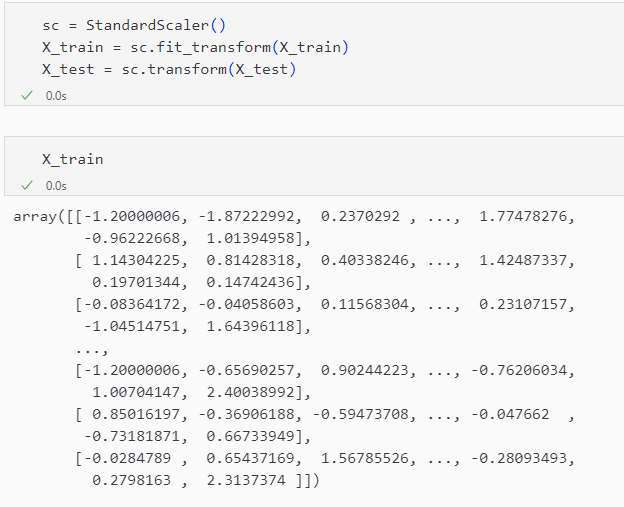 sc = StandardScaler()
X_train = sc.fit_transform(X_train)
X_test = sc.transform(X_test)
0.0s
X_train
0.0s
array([[-1.20000006, -1.87222992,  0.2370292 , ...,  1.77478276,
        -0.96222668,  1.01394958],
       [ 1.14304225,  0.81428318,  0.40338246, ...,  1.42487337,
         0.19701344,  0.14742436],
       [-0.08364172, -0.04058603,  0.11568304, ...,  0.23107157,
        -1.04514751,  1.64396118],
       ...,
       [-1.20000006, -0.65690257,  0.90244223, ..., -0.76206034,
         1.00704147,  2.40038992],
       [ 0.85016197, -0.36906188, -0.59473708, ..., -0.047662  ,
        -0.73181871,  0.66733949],
       [-0.0284789 ,  0.65437169,  1.56785526, ..., -0.28093493,
         0.2798163 ,  2.3137374 ]])